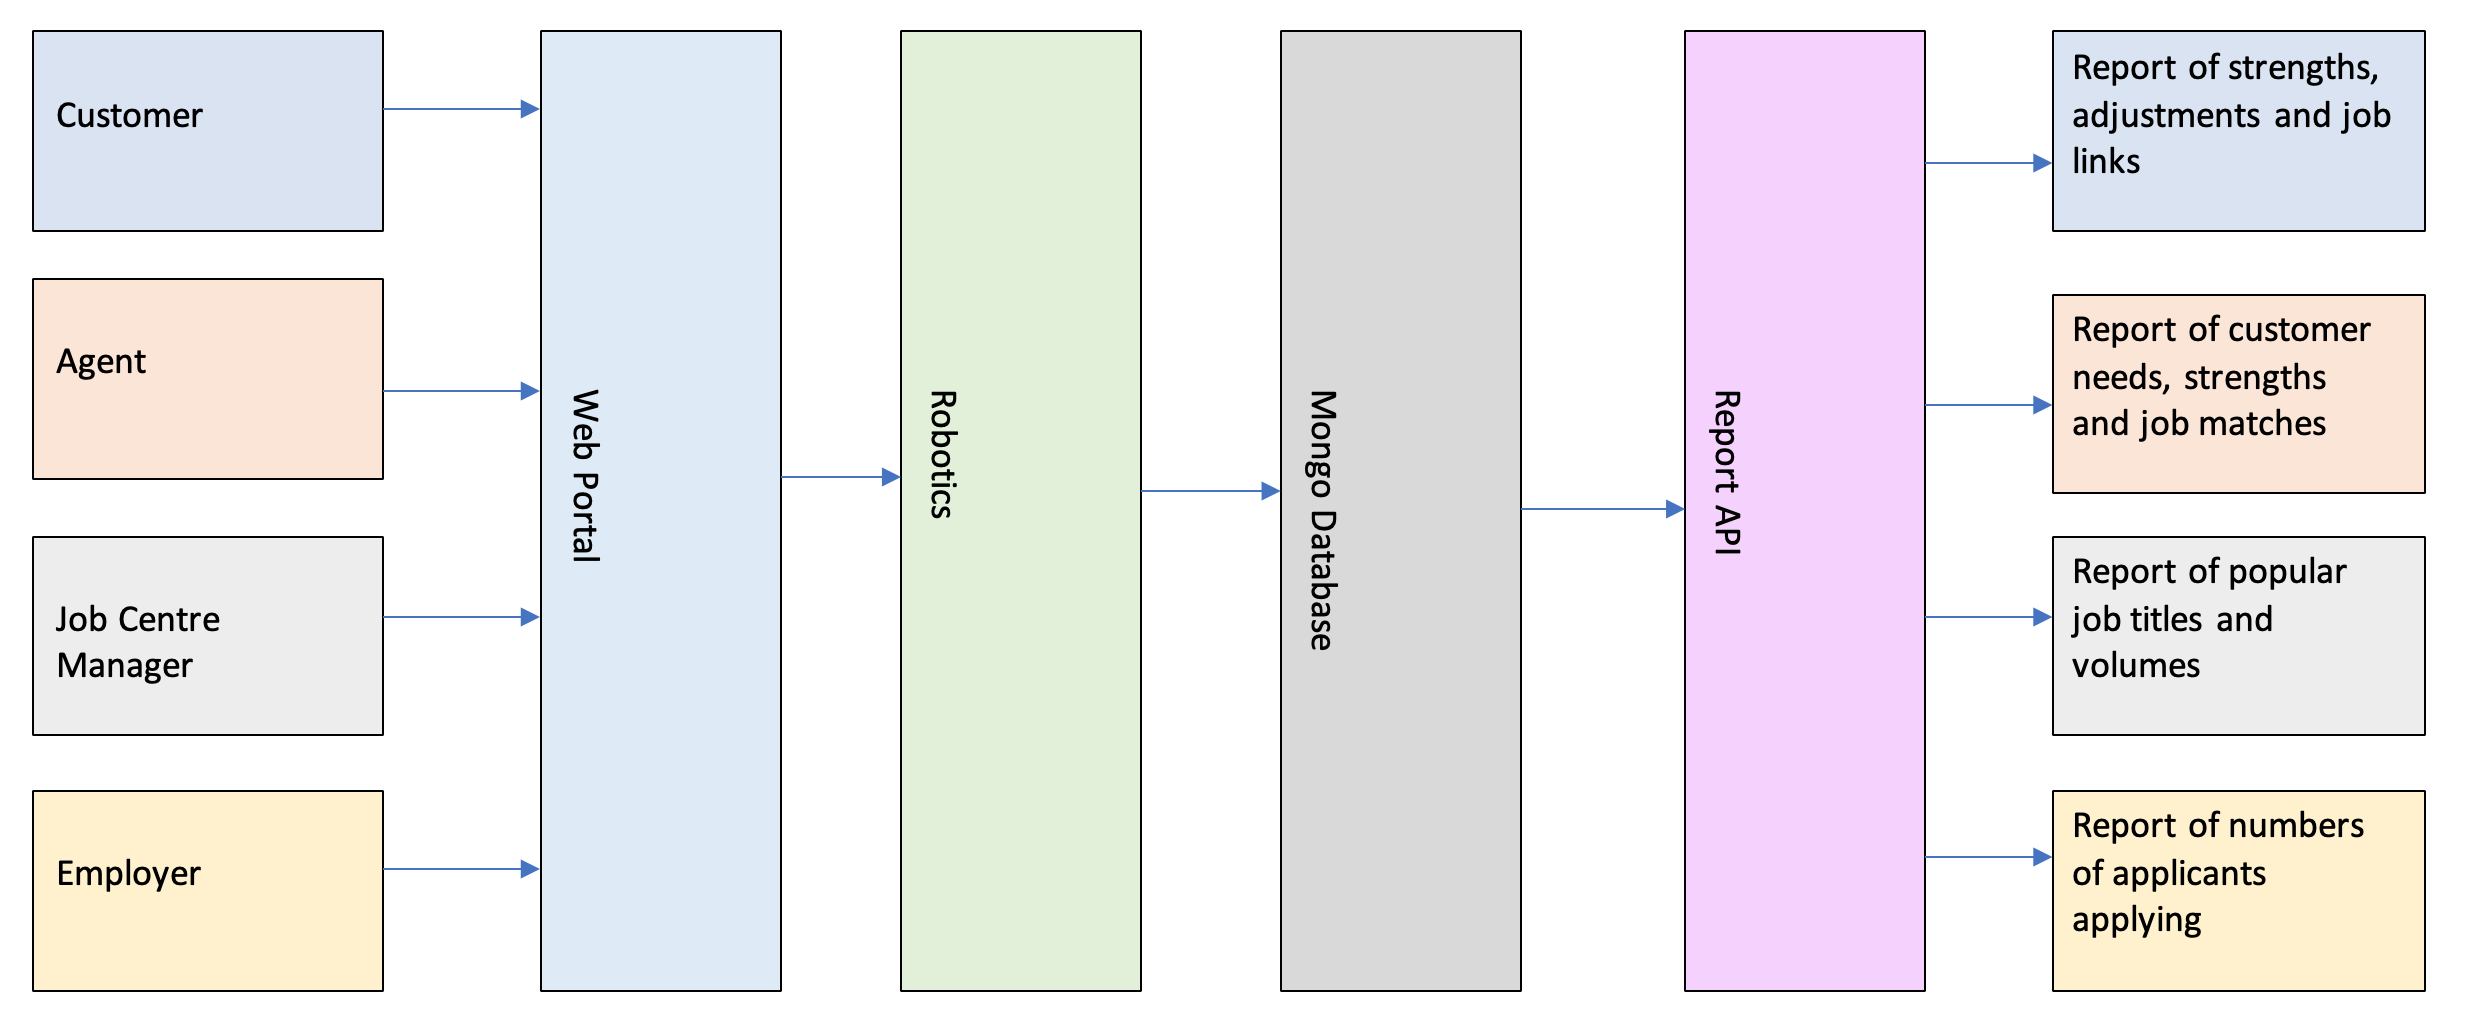 Customer
Agent
Job Centre
Manager
Employer
Web Portal
Robotics
Mongo Database
Report API
Report of strengths,
adjustments and job
links
Report of customer
needs, strengths
and job matches
Report of popular
job titles and
volumes
Report of numbers
of applicants
applying